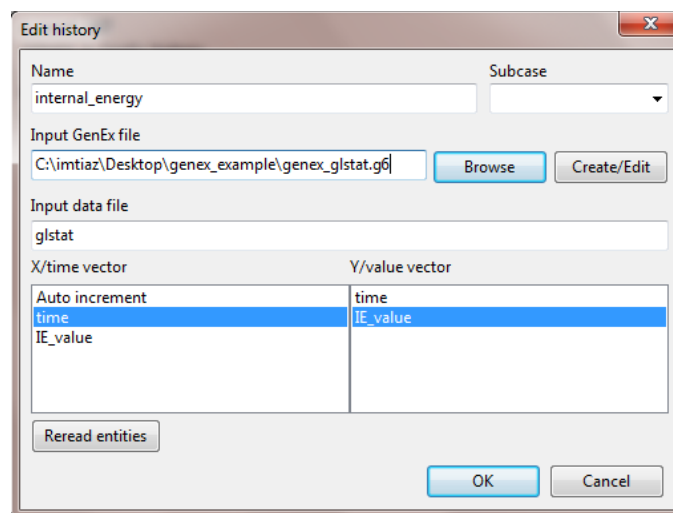 Edit history
Name Subcase
internal_energy
Input GenEx file
C:\imtiaz\Desktop\genex_example\genex_glstat.g6 Browse Create/Edit
Input data file
glstat
X/time vector Y/value vector
Auto increment time
time IE_value
IE_value
Reread entities
OK Cancel